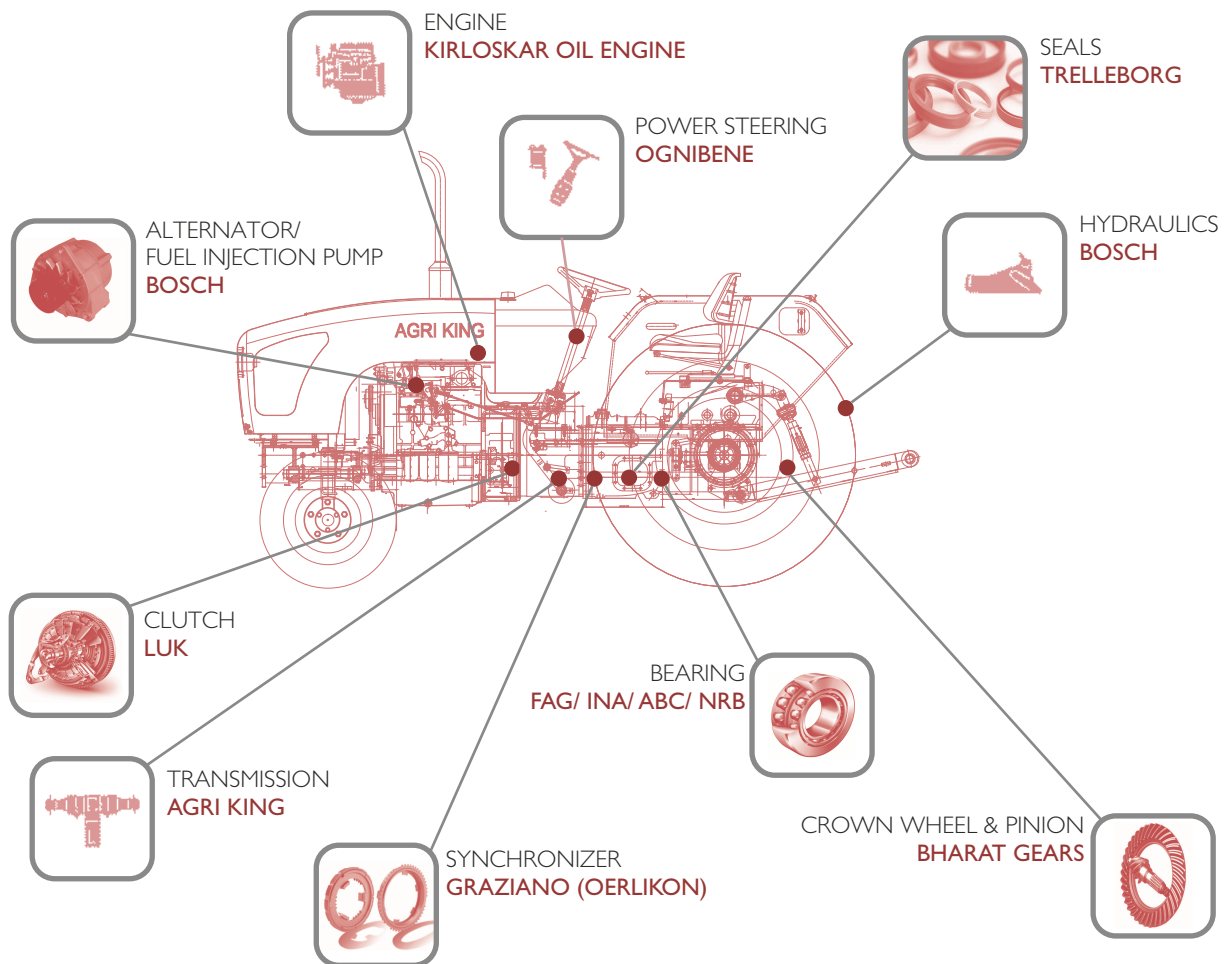 ENGINE
KIRLOSKAR OIL ENGINE
SEALS
TRELLEBORG
POWER STEERING
OGNIBENE
ALTERNATOR/
FUEL INJECTION PUMP
BOSCH
HYDRAULICS
BOSCH
AGRI KING
CLUTCH
LUK
BEARING
FAG/ INA/ ABC/ NRB
TRANSMISSION
AGRI KING
CROWN WHEEL & PINION
BHARAT GEARS
SYNCHRONIZER
GRAZIANO (OERLIKON)